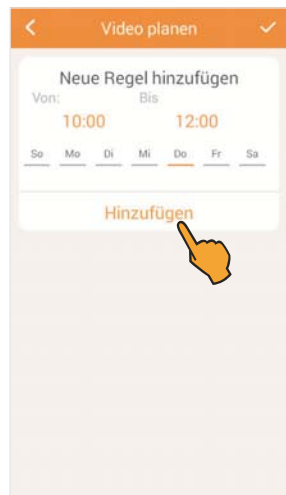 Video planen
Neue Regel hinzufügen
Von: Bis
10:00 12:00
So Mo Di Mi Do Fr Sa
Hinzufügen